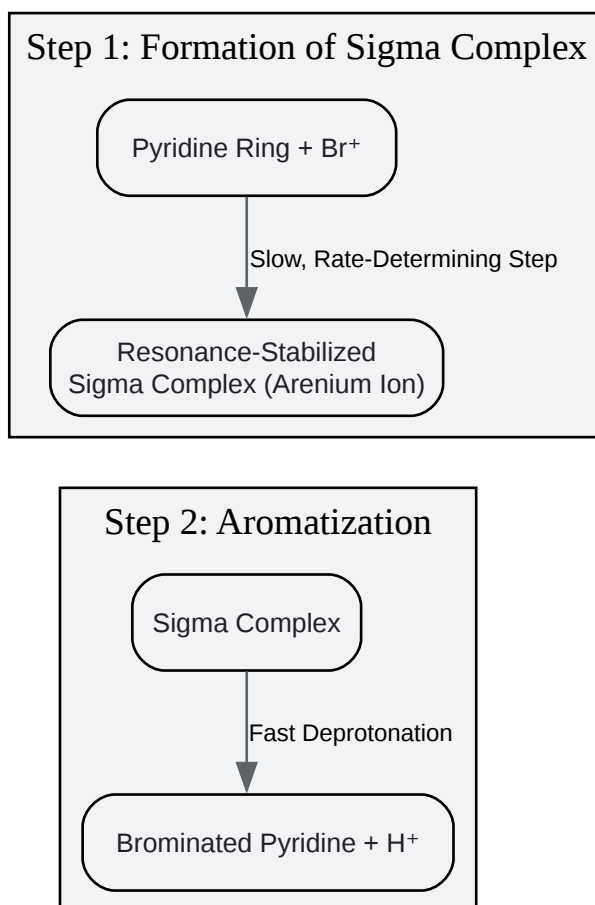 Step 1: Formation of Sigma Complex
Pyridine Ring + Br⁺
Slow, Rate-Determining Step
Resonance-Stabilized
Sigma Complex (Arenium Ion)
Step 2: Aromatization
Sigma Complex
Fast Deprotonation
Brominated Pyridine + H⁺